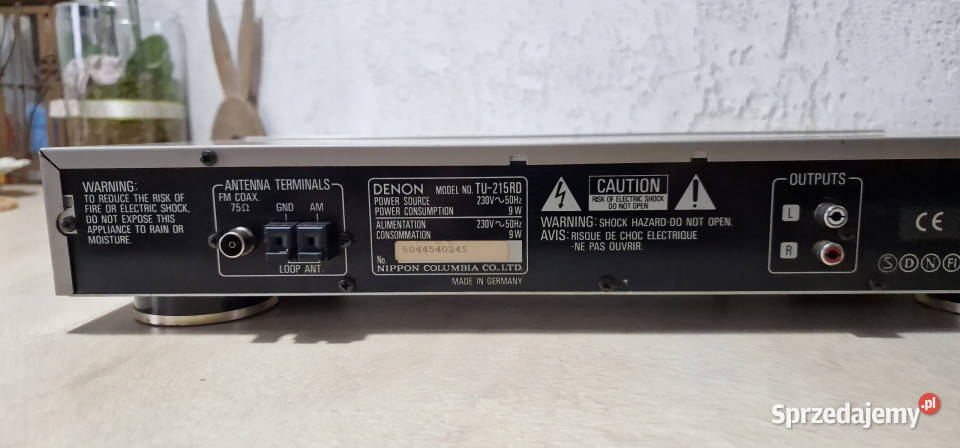 WARNING:
TO REDUCE THE RISK OF
FIRE OR ELECTRIC SHOCK,
DO NOT EXPOSE THIS
APPLIANCE TO RAIN OR
MOISTURE.
ANTENNA TERMINALS
FM COAX.
75Ω
GND AM
LOOP ANT.
DENON MODEL NO. TU-215RD
POWER SOURCE 230V∿50Hz
POWER CONSUMPTION 9W
ALIMENTATION 230V∿50Hz
CONSOMMATION 9W
No. 6044540245
NIPPON COLUMBIA CO.LTD.
MADE IN GERMANY
CAUTION
RISK OF ELECTRIC SHOCK
DO NOT OPEN
WARNING: SHOCK HAZARD-DO NOT OPEN.
AVIS: RISQUE DE CHOC ELECTRIQUE
-NE PAS OUVRIR.
OUTPUTS
L
R
CE
S D N FI
Sprzedajemy.pl